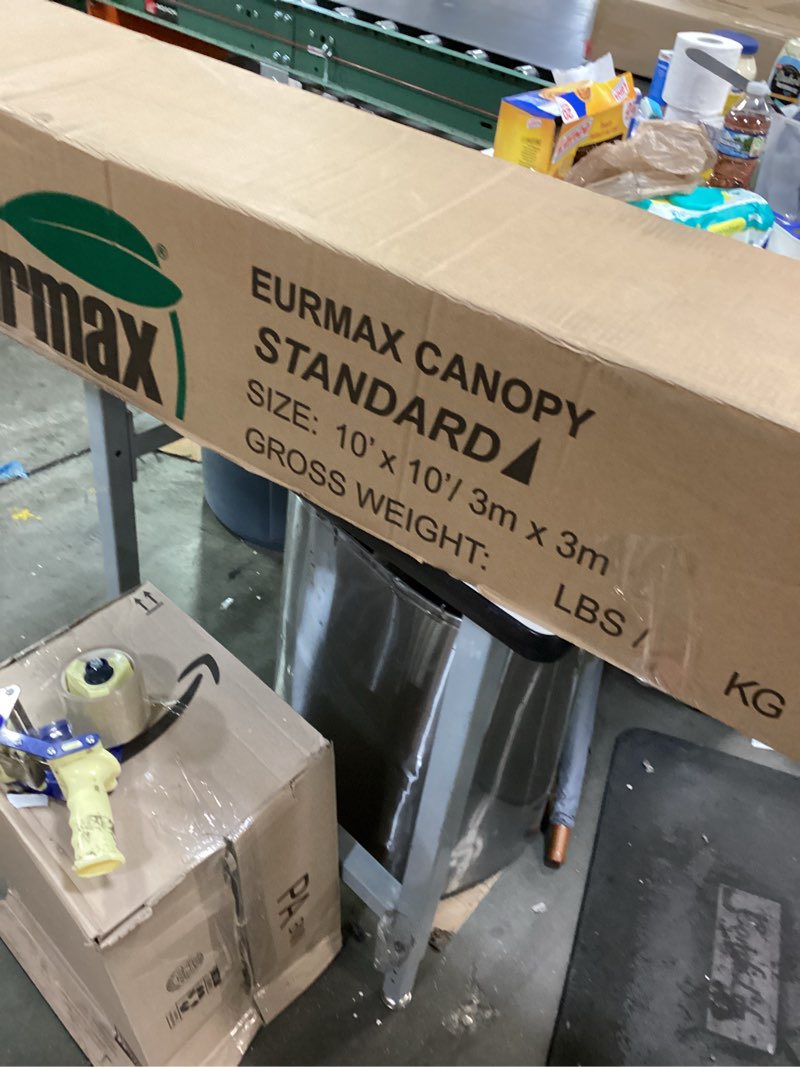 rmax
®
EURMAX CANOPY
STANDARD
SIZE: 10' x 10'/ 3m x 3m
GROSS WEIGHT:
LBS /
KG